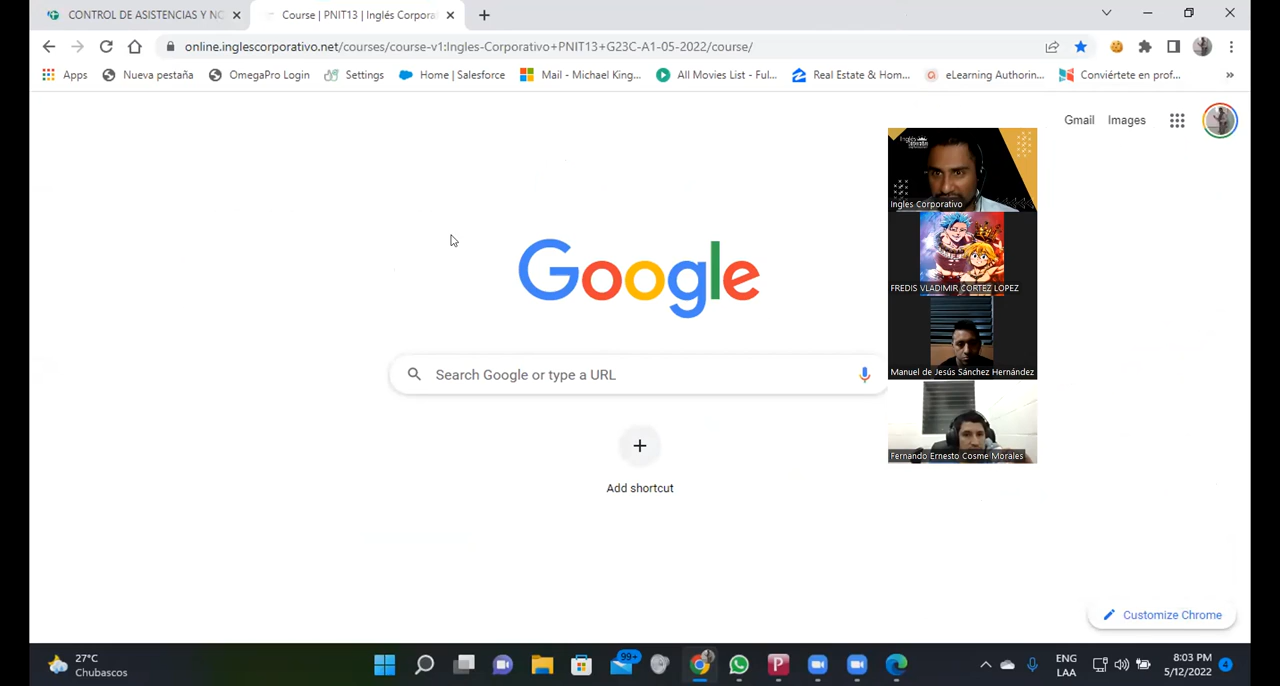 CONTROL DE ASISTENCIAS Y NO
Course | PNIT13 | Inglés Corpora
online.inglescorporativo.net/courses/course-v1:Ingles-Corporativo+PNIT13+G23C-A1-05-2022/course/
Apps
Nueva pestaña
OmegaPro Login
Settings
Home | Salesforce
Mail - Michael King...
All Movies List - Ful...
Real Estate & Hom...
eLearning Authorin...
Conviértete en prof...
»
Gmail
Images
Inglés
Ingles Corporativo
FREDIS VLADIMIR CORTEZ LOPEZ
Manuel de Jesús Sánchez Hernández
Fernando Ernesto Cosme Morales
Google
Search Google or type a URL
Add shortcut
Customize Chrome
27°C
Chubascos
99+
ENG
LAA
8:03 PM
5/12/2022
4